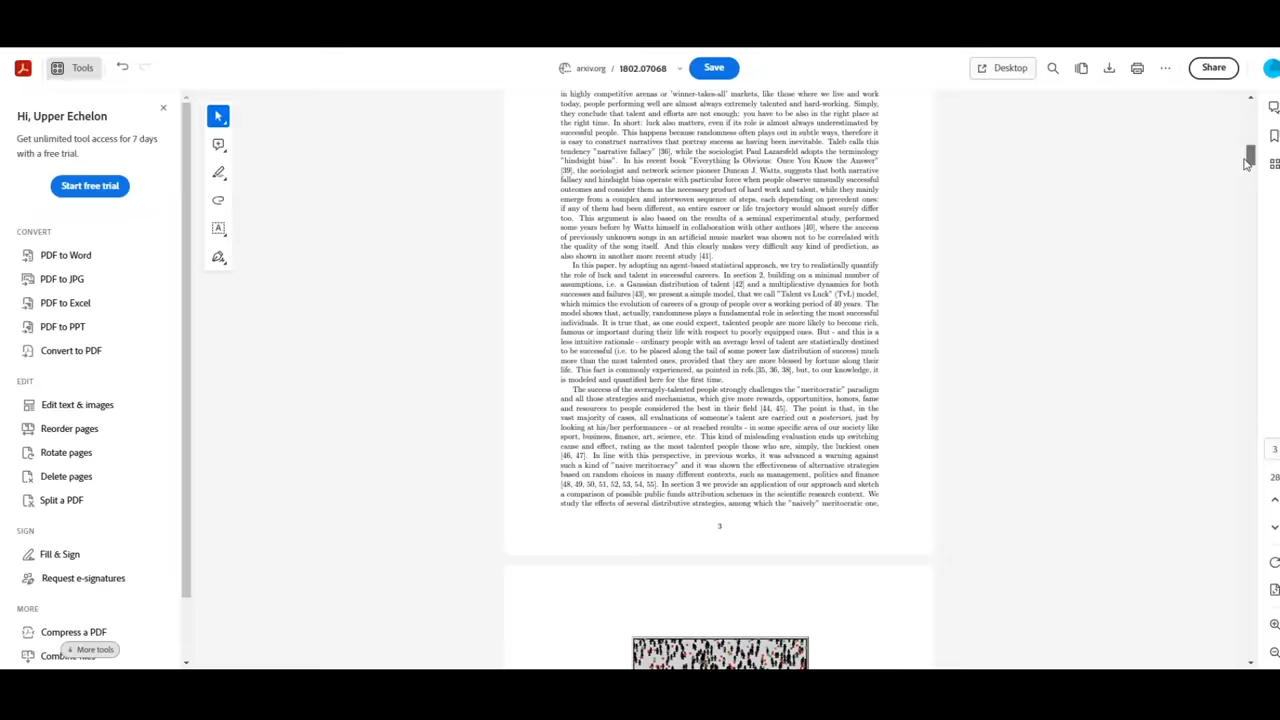 Tools
arxiv.org / 1802.07068
Save
Desktop
Share
Hi, Upper Echelon
Get unlimited tool access for 7 days
with a free trial.
Start free trial
CONVERT
PDF to Word
PDF to JPG
PDF to Excel
PDF to PPT
Convert to PDF
EDIT
Edit text & images
Reorder pages
Rotate pages
Delete pages
Split a PDF
SIGN
Fill & Sign
Request e-signatures
MORE
Compress a PDF
More tools
in highly competitive arenas or 'winner-takes-all' markets, like those where we live and work
today, people performing well are almost always extremely talented and hard-working. Simply,
they conclude that talent and efforts are not enough: you have to be also in the right place at
the right time. In short: luck also matters, even if its role is almost always underestimated by
successful people. This happens because randomness often plays out in subtle ways, therefore it
is easy to construct narratives that portray success as having been inevitable. Taleb calls this
tendency "narrative fallacy" [36], while the sociologist Paul Lazarsfeld adopts the terminology
"hindsight bias". In his recent book "Everything Is Obvious: Once You Know the Answer"
[39], the sociologist and network science pioneer Duncan J. Watts, suggests that both narrative
fallacy and hindsight bias operate with particular force when people observe unusually successful
outcomes and consider them as the necessary product of hard work and talent, while they mainly
emerge from a complex and interwoven sequence of steps, each depending on precedent ones:
if any of them had been different, an entire career or life trajectory would almost surely differ
too. This argument is also based on the results of a seminal experimental study, performed
some years before by Watts himself in collaboration with other authors [40], where the success
of previously unknown songs in an artificial music market was shown not to be correlated with
the quality of the song itself. And this clearly makes very difficult any kind of prediction, as
also shown in another more recent study [41].
In this paper, by adopting an agent-based statistical approach, we try to realistically quantify
the role of luck and talent in successful careers. In section 2, building on a minimal number of
assumptions, i.e. a Gaussian distribution of talent [42] and a multiplicative dynamics for both
successes and failures [43], we present a simple model, that we call "Talent vs Luck" (TvL) model,
which mimics the evolution of careers of a group of people over a working period of 40 years. The
model shows that, actually, randomness plays a fundamental role in selecting the most successful
individuals. It is true that, as one could expect, talented people are more likely to become rich,
famous or important during their life with respect to poorly equipped ones. But - and this is a
less intuitive rationale - ordinary people with an average level of talent are statistically destined
to be successful (i.e. to be placed along the tail of some power law distribution of success) much
more than the most talented ones, provided that they are more blessed by fortune along their
life. This fact is commonly experienced, as pointed in refs.[35, 36, 38], but, to our knowledge, it
is modeled and quantified here for the first time.
The success of the averagely-talented people strongly challenges the "meritocratic" paradigm
and all those strategies and mechanisms, which give more rewards, opportunities, honors, fame
and resources to people considered the best in their field [44, 45]. The point is that, in the
vast majority of cases, all evaluations of someone's talent are carried out a posteriori, just by
looking at his/her performances - or at reached results - in some specific area of our society like
sport, business, finance, art, science, etc. This kind of misleading evaluation ends up switching
cause and effect, rating as the most talented people those who are, simply, the luckiest ones
[46, 47]. In line with this perspective, in previous works, it was advanced a warning against
such a kind of "naive meritocracy" and it was shown the effectiveness of alternative strategies
based on random choices in many different contexts, such as management, politics and finance
[48, 49, 50, 51, 52, 53, 54, 55]. In section 3 we provide an application of our approach and sketch
a comparison of possible public funds attribution schemes in the scientific research context. We
study the effects of several distributive strategies, among which the "naively" meritocratic one,
3
3
28